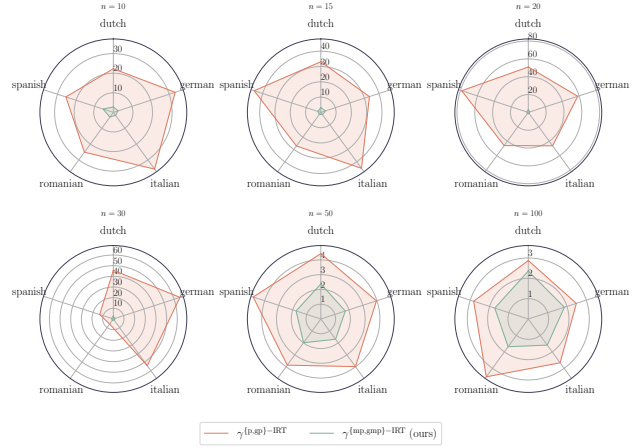 n = 10
dutch
30
20
10
spanish
german
romanian
italian
n = 15
dutch
40
30
20
10
spanish
german
romanian
italian
n = 20
dutch
80
60
40
20
spanish
german
romanian
italian
n = 30
dutch
60
50
40
30
20
10
spanish
german
romanian
italian
n = 50
dutch
4
3
2
1
spanish
german
romanian
italian
n = 100
dutch
3
2
1
spanish
german
romanian
italian
γ{p,gp}−IRT
γ{mp,gmp}−IRT (ours)